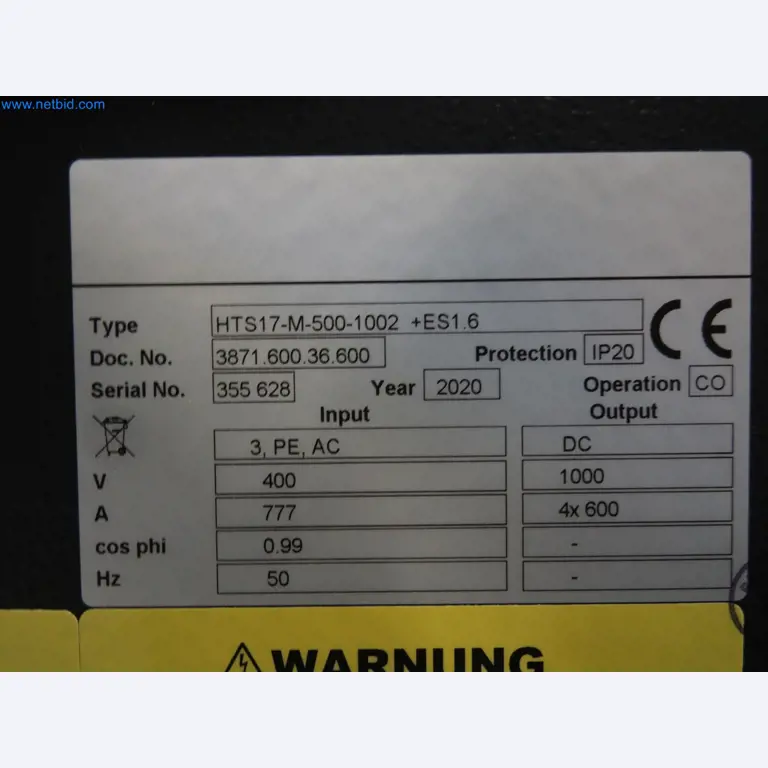 www.netbid.com
Type HTS17-M-500-1002 +ES1.6
Doc. No. 3871.600.36.600 Protection IP20
Serial No. 355 628 Year 2020 Operation CO
Input Output
3, PE, AC DC
V 400 1000
A 777 4x 600
cos phi 0.99 -
Hz 50 -
WARNUNG